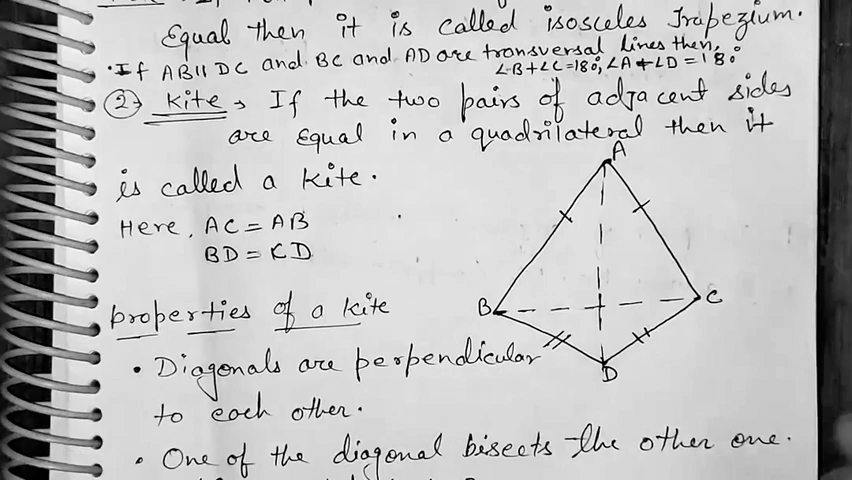 Equal then it is called isosceles Trapezium.
• If AB || DC and BC and AD are transversal lines then,
∠B+∠C=180°, ∠A+∠D=180°
② Kite → If the two pairs of adjacent sides
are equal in a quadrilateral then it
is called a kite.
Here, AC = AB
BD = CD
properties of a kite
• Diagonals are perpendicular
to each other.
• One of the diagonal bisects the other one.
A
B
C
D